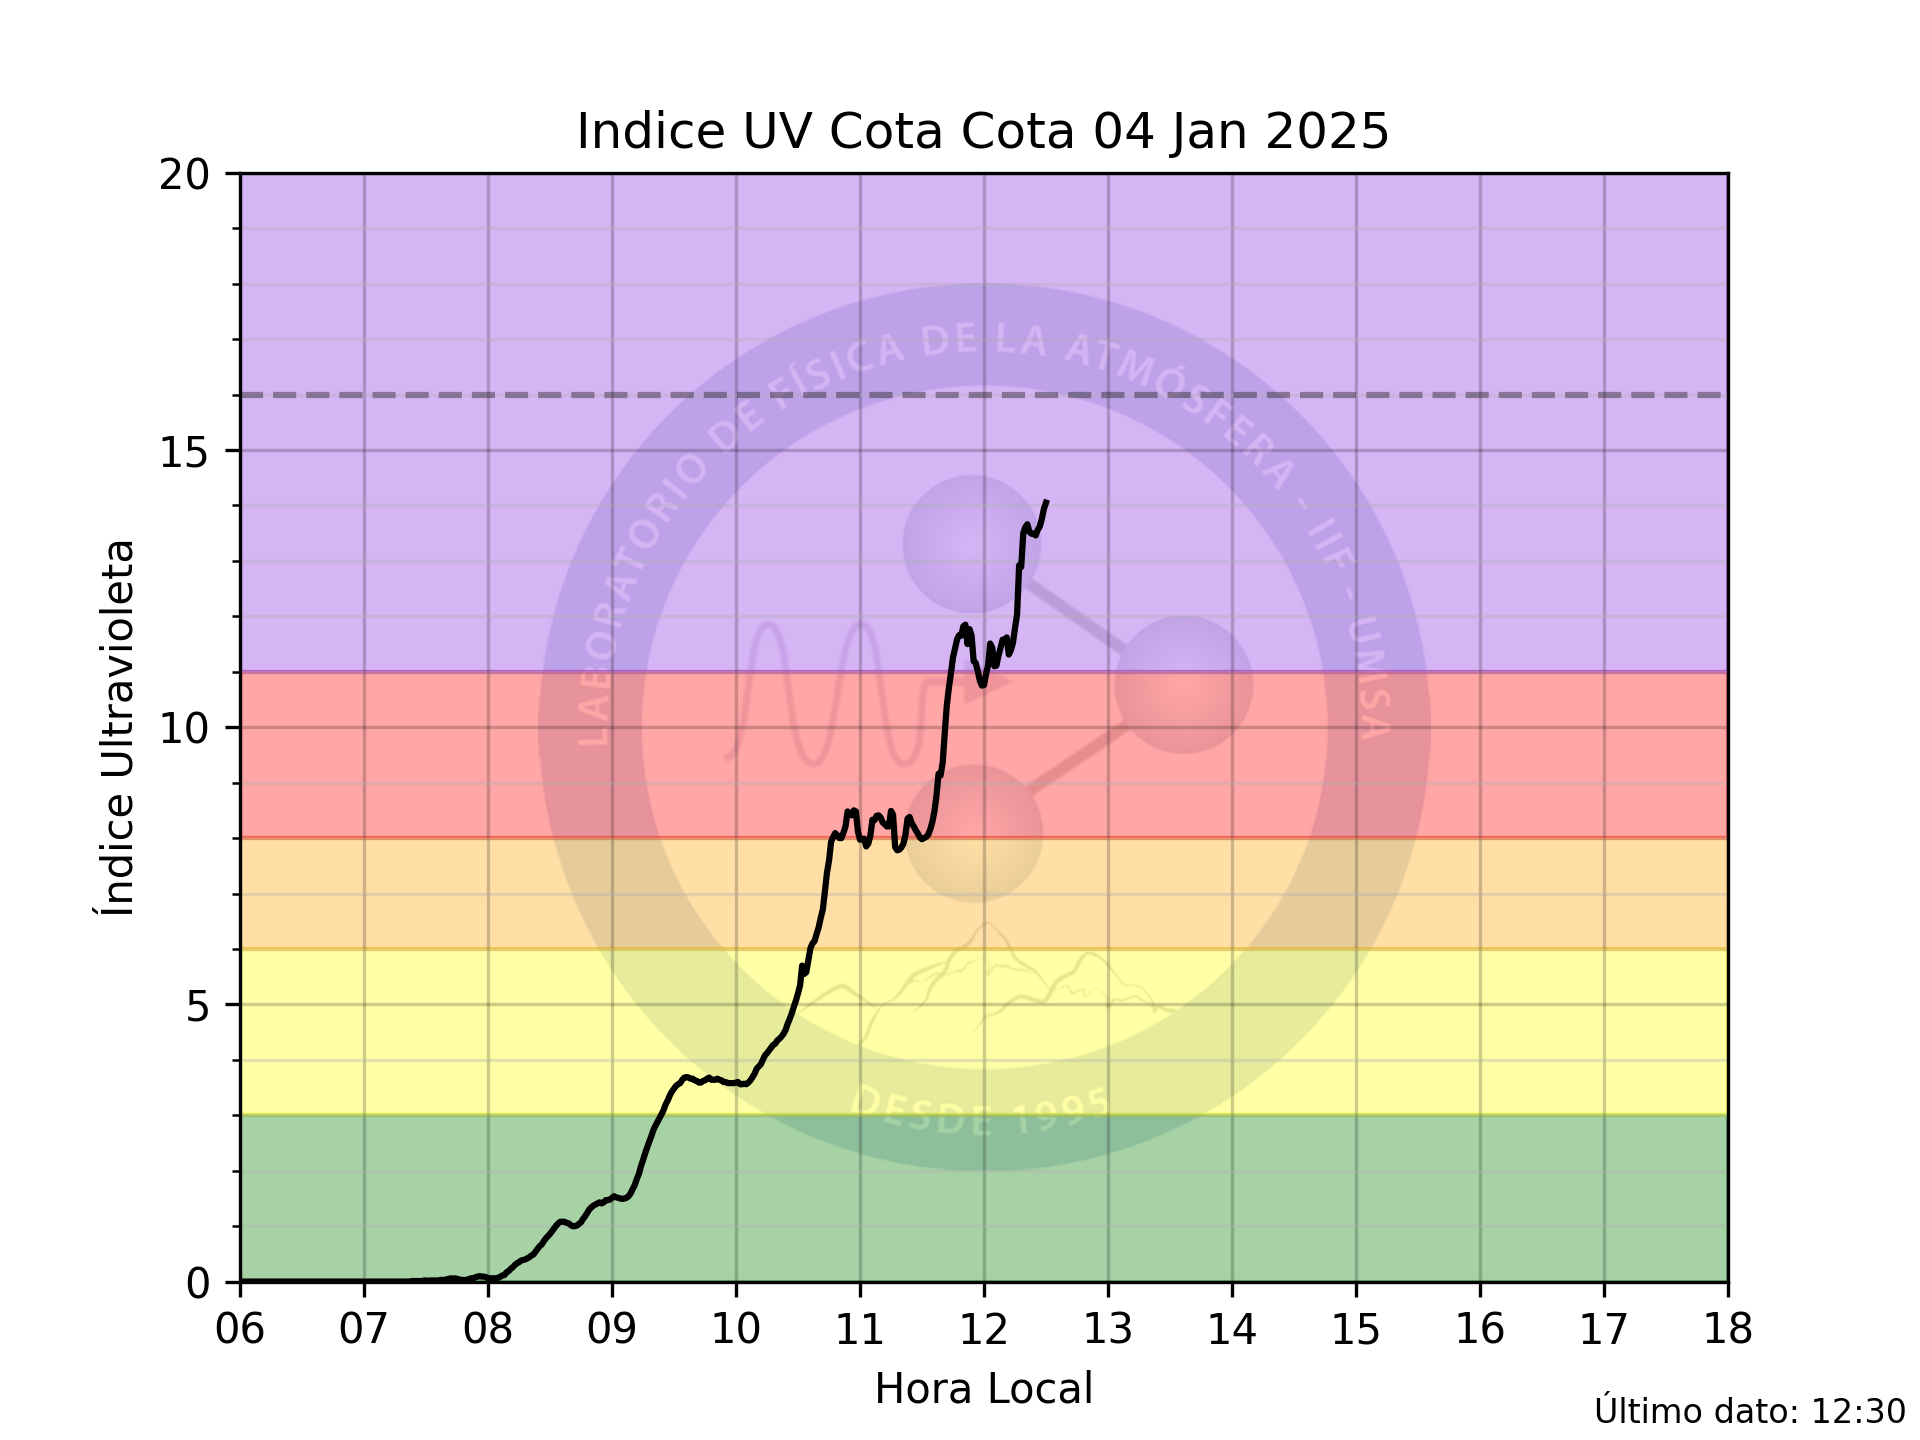 Indice UV Cota Cota 04 Jan 2025
20
15
10
5
0
Índice Ultravioleta
LABORATORIO DE FÍSICA DE LA ATMÓSFERA - IIF - UMSA
DESDE 1995
06 07 08 09 10 11 12 13 14 15 16 17 18
Hora Local
Último dato: 12:30